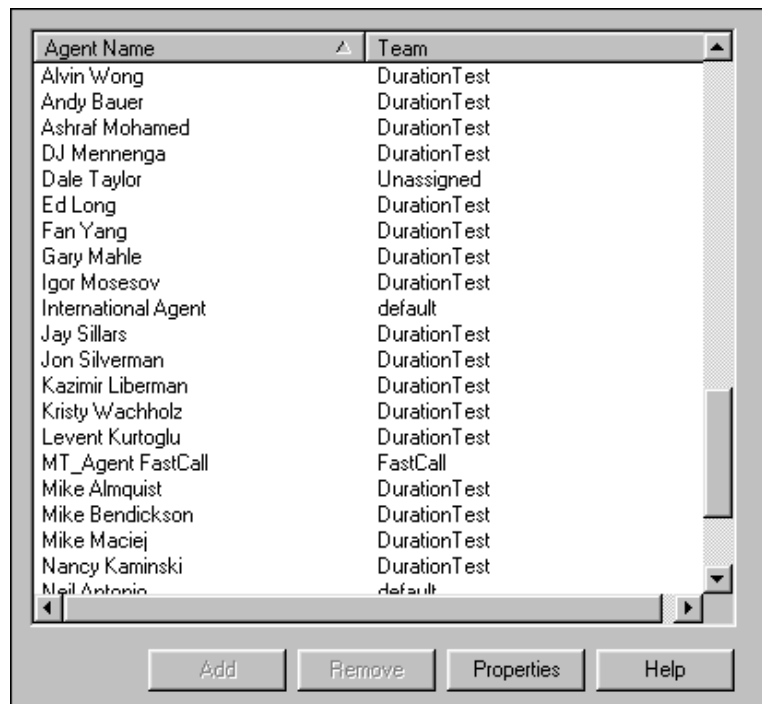 Agent Name Team
Alvin Wong DurationTest
Andy Bauer DurationTest
Ashraf Mohamed DurationTest
DJ Mennenga DurationTest
Dale Taylor Unassigned
Ed Long DurationTest
Fan Yang DurationTest
Gary Mahle DurationTest
Igor Mosesov DurationTest
International Agent default
Jay Sillars DurationTest
Jon Silverman DurationTest
Kazimir Liberman DurationTest
Kristy Wachholz DurationTest
Levent Kurtoglu DurationTest
MT_Agent FastCall FastCall
Mike Almquist DurationTest
Mike Bendickson DurationTest
Mike Maciej DurationTest
Nancy Kaminski DurationTest
Neil Antonio default
Add Remove Properties Help